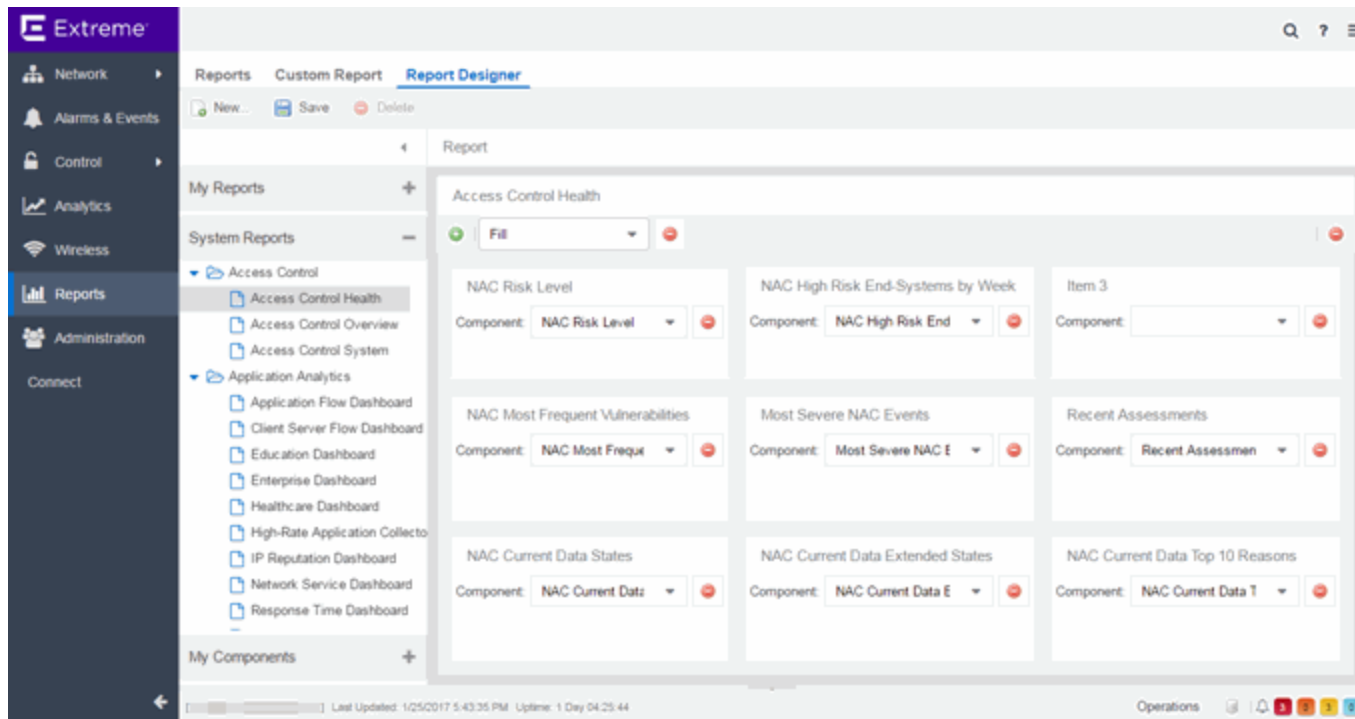 Extreme
Network
Alarms & Events
Control
Analytics
Wireless
Reports
Administration
Connect
Reports Custom Report Report Designer
New... Save Delete
Report
My Reports
System Reports
Access Control
Access Control Health
Access Control Overview
Access Control System
Application Analytics
Application Flow Dashboard
Client Server Flow Dashboard
Education Dashboard
Enterprise Dashboard
Healthcare Dashboard
High-Rate Application Collecto
IP Reputation Dashboard
Network Service Dashboard
Response Time Dashboard
My Components
Access Control Health
Fill
NAC Risk Level
Component: NAC Risk Level
NAC High Risk End-Systems by Week
Component: NAC High Risk End
Item 3
Component:
NAC Most Frequent Vulnerabilities
Component: NAC Most Freque
Most Severe NAC Events
Component: Most Severe NAC E
Recent Assessments
Component: Recent Assessmen
NAC Current Data States
Component: NAC Current Data
NAC Current Data Extended States
Component: NAC Current Data E
NAC Current Data Top 10 Reasons
Component: NAC Current Data T
Last Updated: 1/25/2017 5:43:35 PM Uptime: 1 Day 04:25:44
Operations